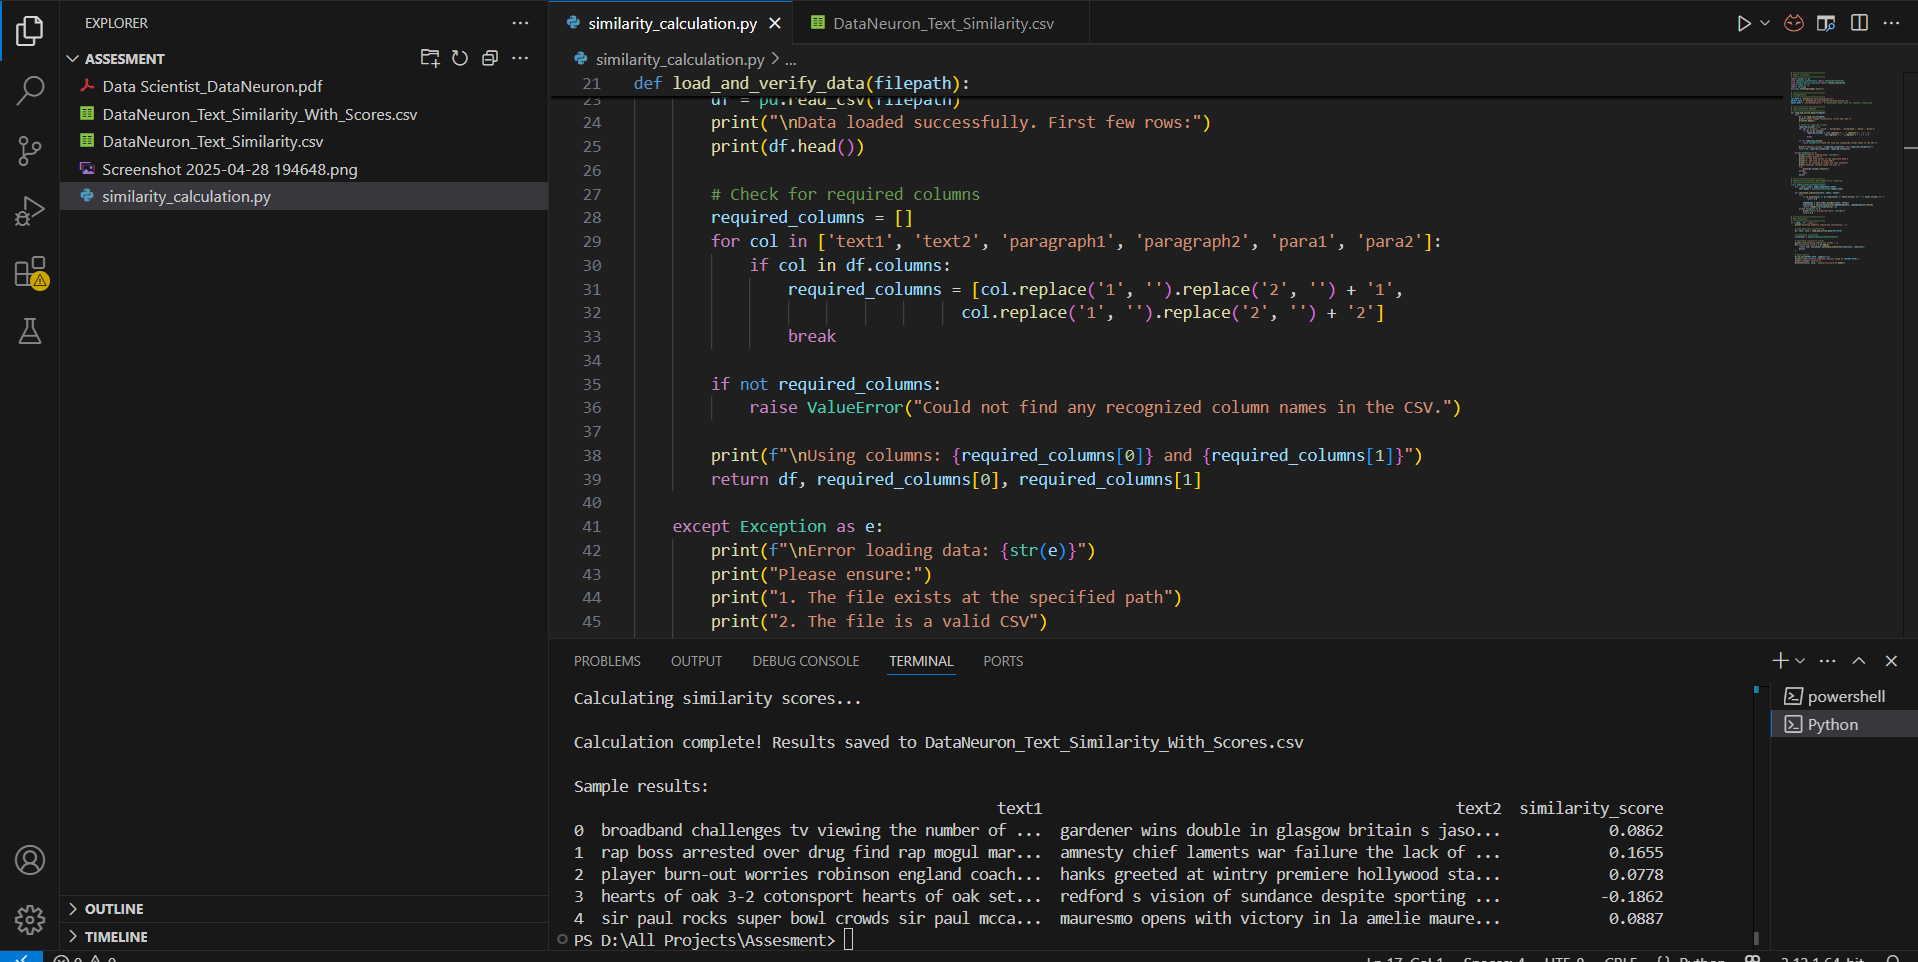 EXPLORER
ASSESMENT
Data Scientist_DataNeuron.pdf
DataNeuron_Text_Similarity_With_Scores.csv
DataNeuron_Text_Similarity.csv
Screenshot 2025-04-28 194648.png
similarity_calculation.py
OUTLINE
TIMELINE
similarity_calculation.py
DataNeuron_Text_Similarity.csv
similarity_calculation.py > ...
21 def load_and_verify_data(filepath):
23 df = pd.read_csv(filepath)
24 print("\nData loaded successfully. First few rows:")
25 print(df.head())
26
27 # Check for required columns
28 required_columns = []
29 for col in ['text1', 'text2', 'paragraph1', 'paragraph2', 'para1', 'para2']:
30 if col in df.columns:
31 required_columns = [col.replace('1', '').replace('2', '') + '1',
32 col.replace('1', '').replace('2', '') + '2']
33 break
34
35 if not required_columns:
36 raise ValueError("Could not find any recognized column names in the CSV.")
37
38 print(f"\nUsing columns: {required_columns[0]} and {required_columns[1]}")
39 return df, required_columns[0], required_columns[1]
40
41 except Exception as e:
42 print(f"\nError loading data: {str(e)}")
43 print("Please ensure:")
44 print("1. The file exists at the specified path")
45 print("2. The file is a valid CSV")
PROBLEMS OUTPUT DEBUG CONSOLE TERMINAL PORTS
Calculating similarity scores...
Calculation complete! Results saved to DataNeuron_Text_Similarity_With_Scores.csv
Sample results:
text1 text2 similarity_score
0 broadband challenges tv viewing the number of ... gardener wins double in glasgow britain s jaso... 0.0862
1 rap boss arrested over drug find rap mogul mar... amnesty chief laments war failure the lack of ... 0.1655
2 player burn-out worries robinson england coach... hanks greeted at wintry premiere hollywood sta... 0.0778
3 hearts of oak 3-2 cotonsport hearts of oak set... redford s vision of sundance despite sporting ... -0.1862
4 sir paul rocks super bowl crowds sir paul mcca... mauresmo opens with victory in la amelie maure... 0.0887
PS D:\All Projects\Assesment>
powershell
Python